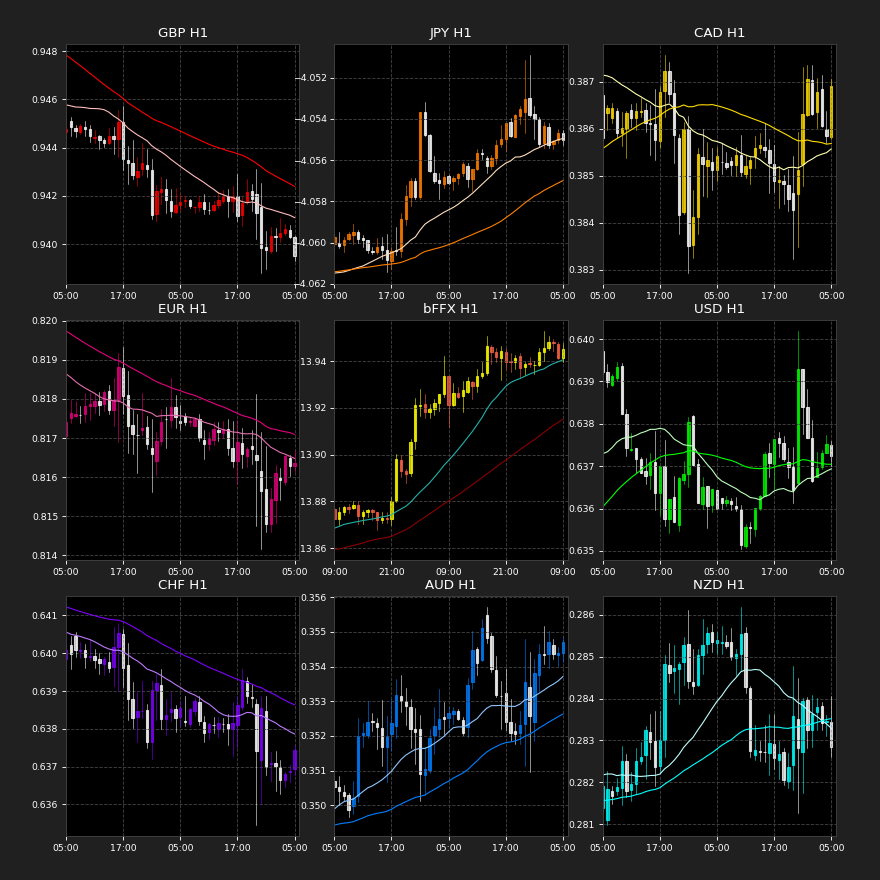 GBP H1
0.948
0.946
0.944
0.942
0.940
05:00 17:00 05:00 17:00 05:00
JPY H1
−4.052
−4.054
−4.056
−4.058
−4.060
−4.062
05:00 17:00 05:00 17:00 05:00
CAD H1
0.387
0.386
0.385
0.384
0.383
05:00 17:00 05:00 17:00 05:00
EUR H1
0.820
0.819
0.818
0.817
0.816
0.815
0.814
05:00 17:00 05:00 17:00 05:00
bFFX H1
13.94
13.92
13.90
13.88
13.86
09:00 21:00 09:00 21:00 09:00
USD H1
0.640
0.639
0.638
0.637
0.636
0.635
05:00 17:00 05:00 17:00 05:00
CHF H1
0.641
0.640
0.639
0.638
0.637
0.636
05:00 17:00 05:00 17:00 05:00
AUD H1
0.356
0.355
0.354
0.353
0.352
0.351
0.350
05:00 17:00 05:00 17:00 05:00
NZD H1
0.286
0.285
0.284
0.283
0.282
0.281
05:00 17:00 05:00 17:00 05:00